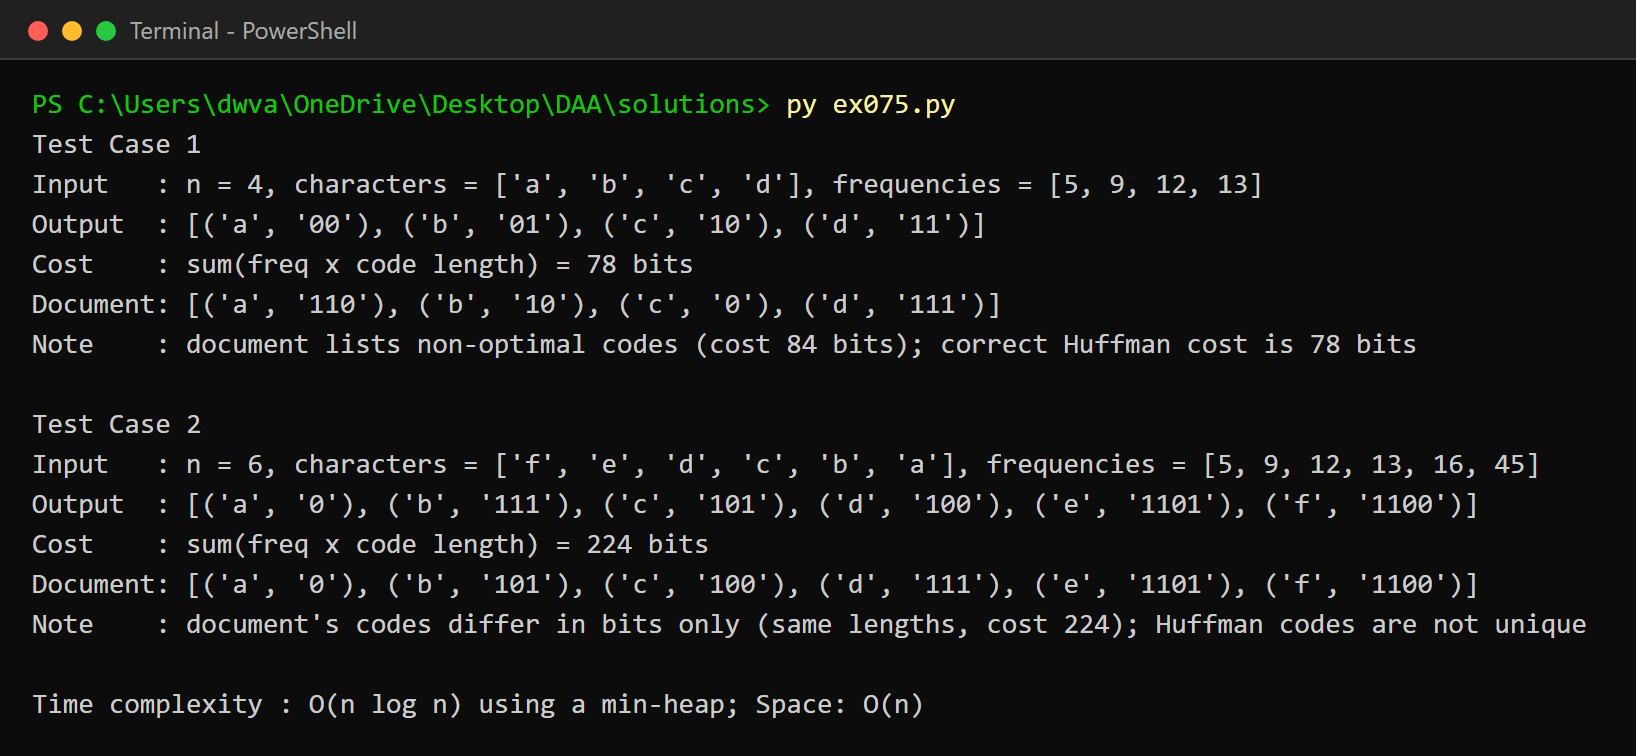 Terminal - PowerShell
PS C:\Users\dwva\OneDrive\Desktop\DAA\solutions> py ex075.py
Test Case 1
Input   : n = 4, characters = ['a', 'b', 'c', 'd'], frequencies = [5, 9, 12, 13]
Output  : [('a', '00'), ('b', '01'), ('c', '10'), ('d', '11')]
Cost    : sum(freq x code length) = 78 bits
Document: [('a', '110'), ('b', '10'), ('c', '0'), ('d', '111')]
Note    : document lists non-optimal codes (cost 84 bits); correct Huffman cost is 78 bits
Test Case 2
Input   : n = 6, characters = ['f', 'e', 'd', 'c', 'b', 'a'], frequencies = [5, 9, 12, 13, 16, 45]
Output  : [('a', '0'), ('b', '111'), ('c', '101'), ('d', '100'), ('e', '1101'), ('f', '1100')]
Cost    : sum(freq x code length) = 224 bits
Document: [('a', '0'), ('b', '101'), ('c', '100'), ('d', '111'), ('e', '1101'), ('f', '1100')]
Note    : document's codes differ in bits only (same lengths, cost 224); Huffman codes are not unique
Time complexity : O(n log n) using a min-heap; Space: O(n)